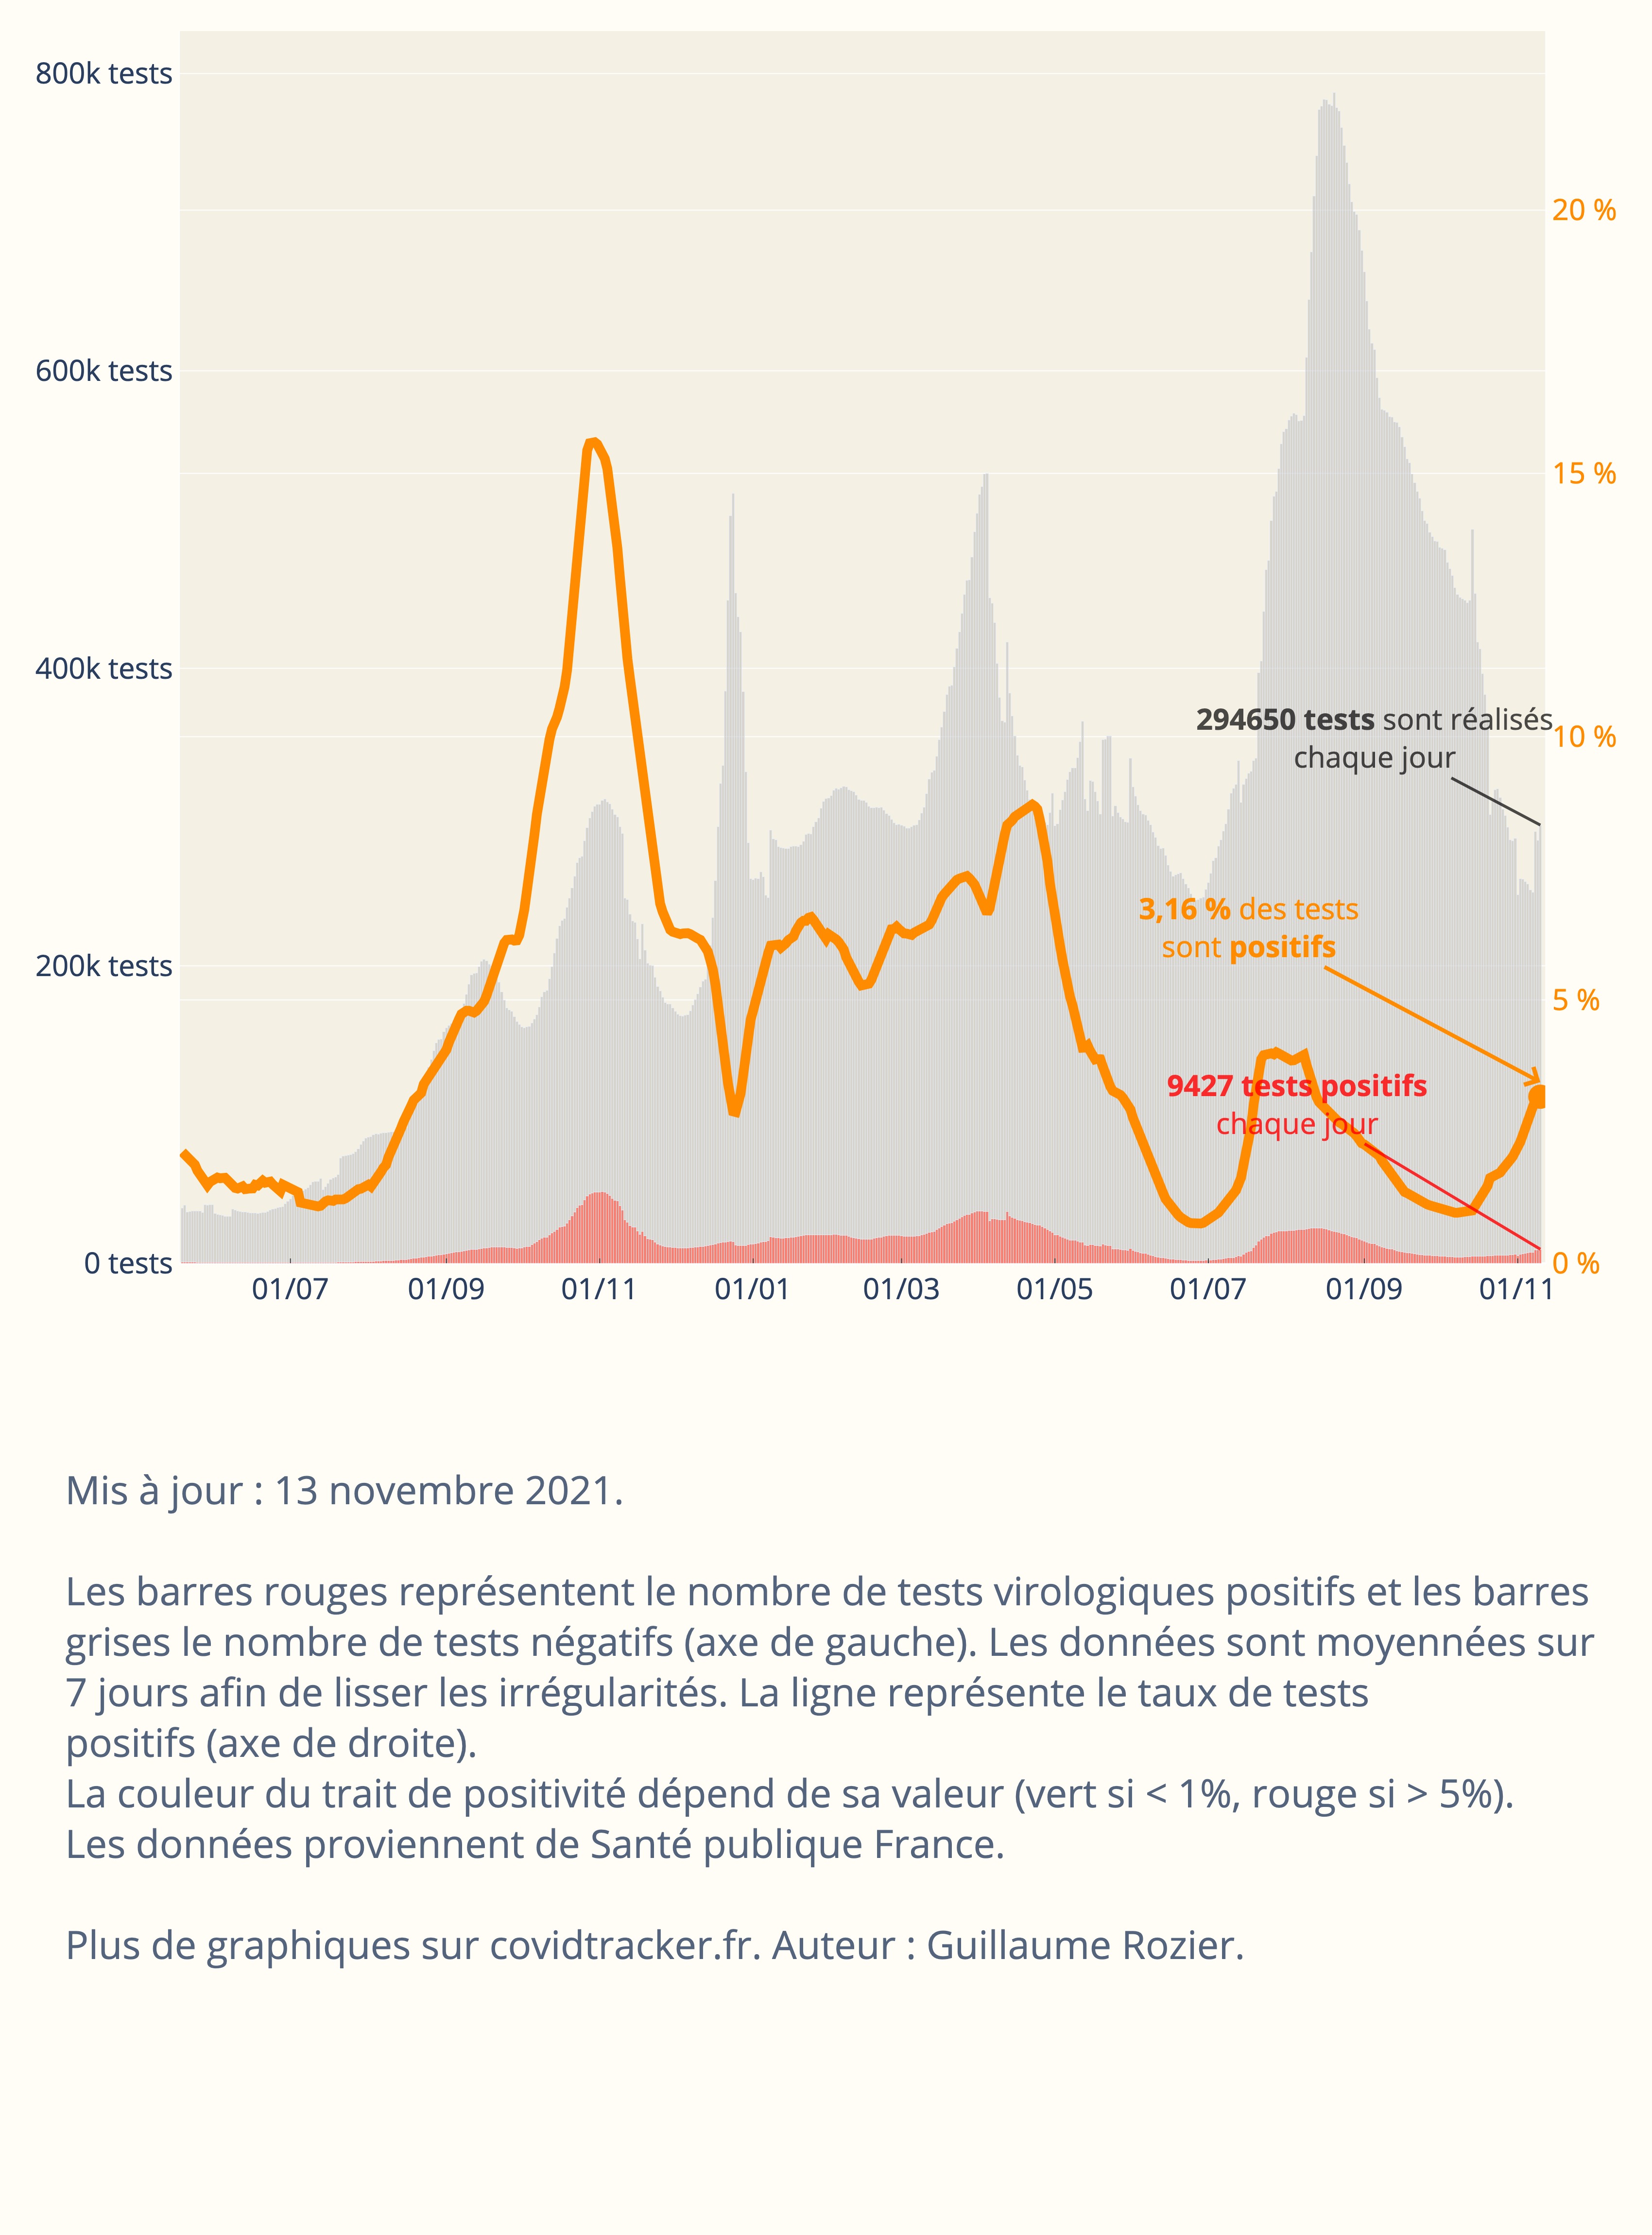 800k tests
20 %
600k tests
15 %
400k tests
294650 tests sont réalisés
chaque jour
10 %
3,16 % des tests
sont positifs
200k tests
5 %
9427 tests positifs
chaque jour
0 tests
0 %
01/07 01/09 01/11 01/01 01/03 01/05 01/07 01/09 01/11
Mis à jour : 13 novembre 2021.
Les barres rouges représentent le nombre de tests virologiques positifs et les barres
grises le nombre de tests négatifs (axe de gauche). Les données sont moyennées sur
7 jours afin de lisser les irrégularités. La ligne représente le taux de tests
positifs (axe de droite).
La couleur du trait de positivité dépend de sa valeur (vert si < 1%, rouge si > 5%).
Les données proviennent de Santé publique France.
Plus de graphiques sur covidtracker.fr. Auteur : Guillaume Rozier.